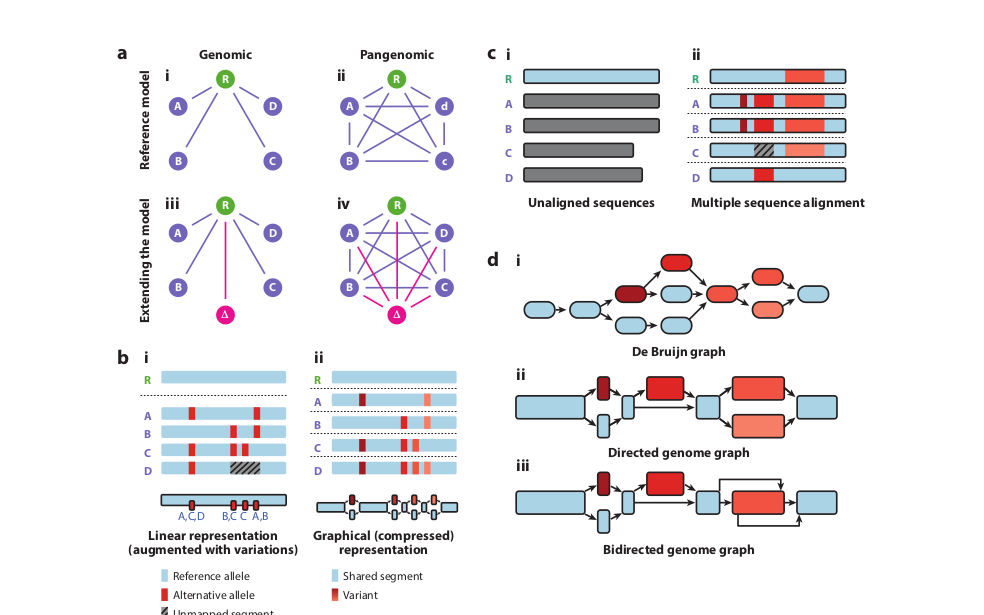 a
Genomic
Pangenomic
Reference model
i
R
A
D
B
C
ii
R
A
d
B
c
Extending the model
iii
R
A
D
B
C
Δ
iv
R
A
D
B
C
Δ
b
i
R
A
B
C
D
A,C,D B,C C A,B
Linear representation
(augmented with variations)
Reference allele
Alternative allele
Unmapped segment
ii
R
A
B
C
D
Graphical (compressed)
representation
Shared segment
Variant
c
i
R
A
B
C
D
Unaligned sequences
ii
R
A
B
C
D
Multiple sequence alignment
d
i
De Bruijn graph
ii
Directed genome graph
iii
Bidirected genome graph